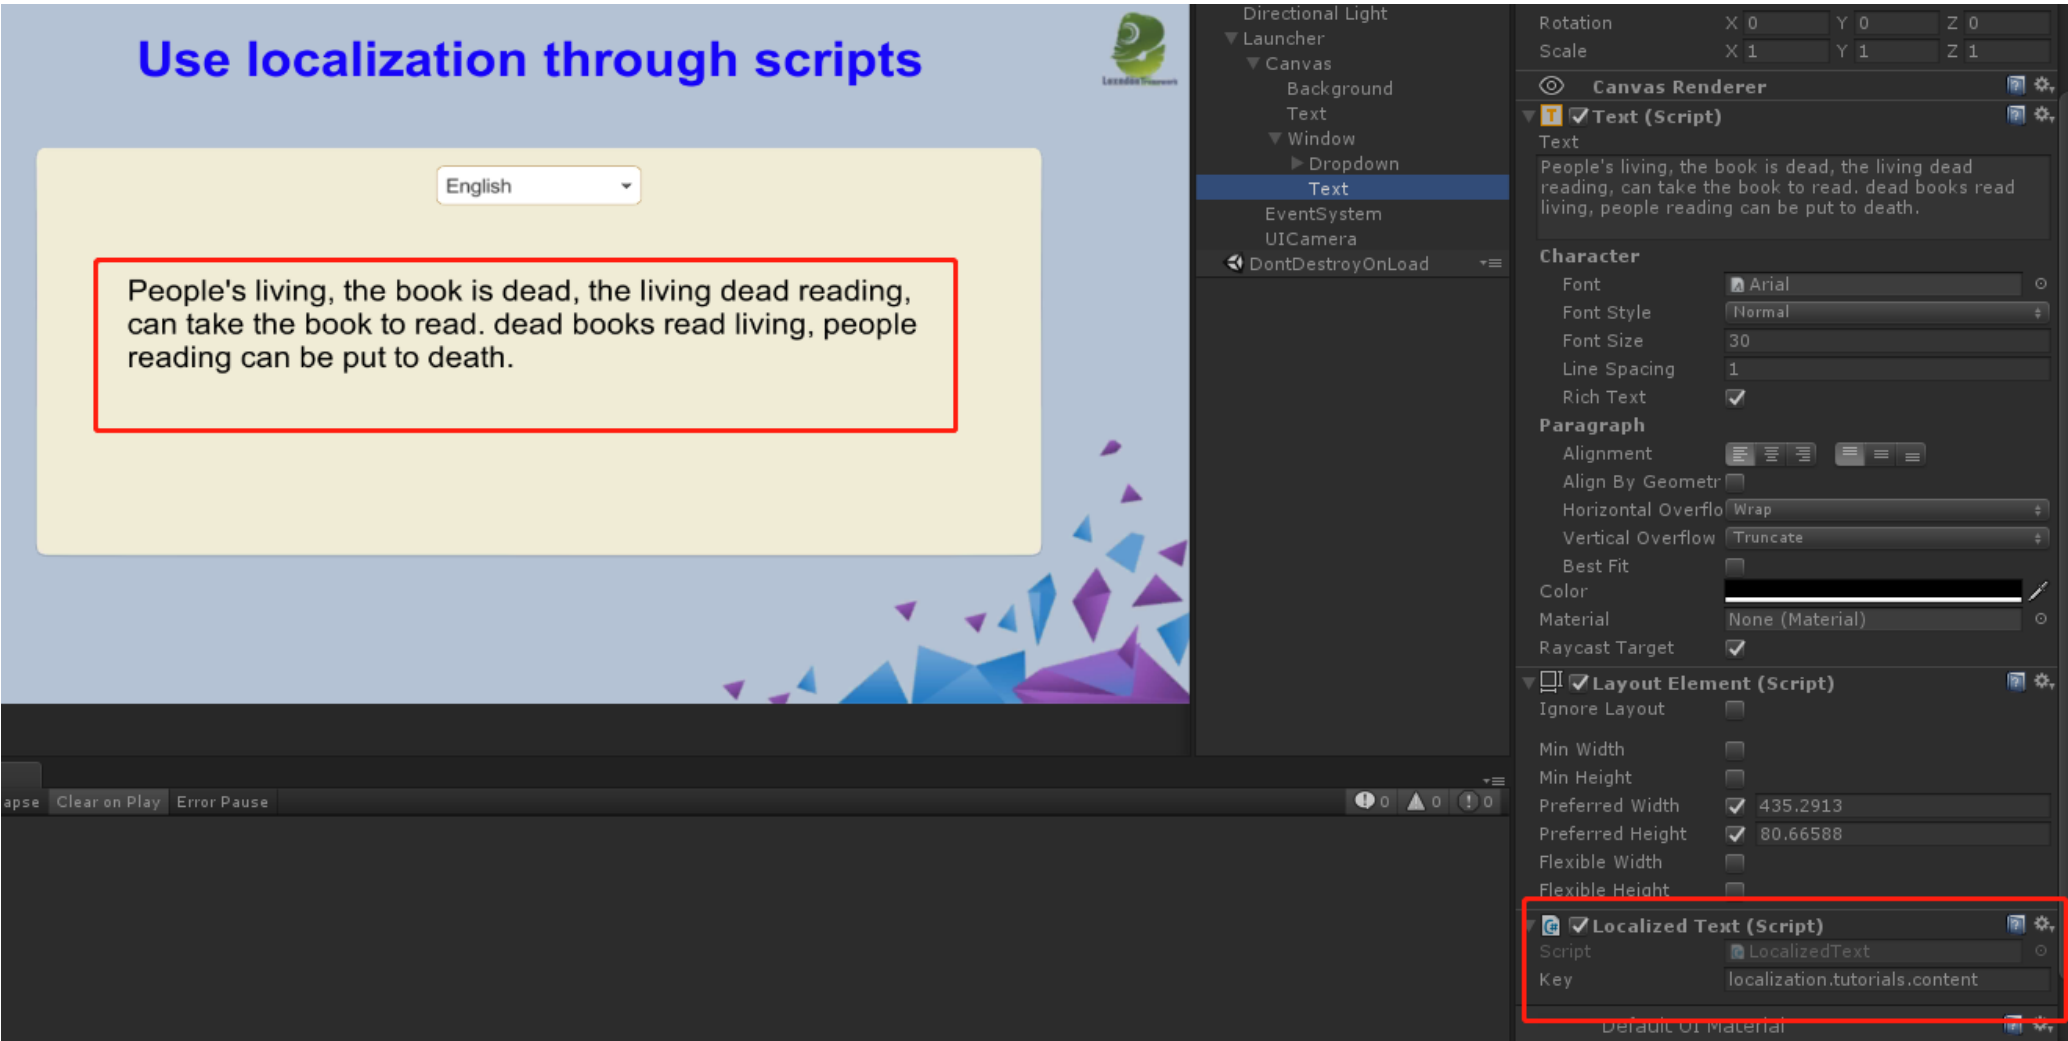 Use localization through scripts
English
People's living, the book is dead, the living dead reading,
can take the book to read. dead books read living, people
reading can be put to death.
apse Clear on Play Error Pause
0 0 0
Directional Light
Launcher
Canvas
Background
Text
Window
Dropdown
Text
EventSystem
UICamera
DontDestroyOnLoad
Rotation X 0 Y 0 Z 0
Scale X 1 Y 1 Z 1
Canvas Renderer
Text (Script)
Text
People's living, the book is dead, the living dead
reading, can take the book to read. dead books read
living, people reading can be put to death.
Character
Font Arial
Font Style Normal
Font Size 30
Line Spacing 1
Rich Text
Paragraph
Alignment
Align By Geometr
Horizontal Overflo Wrap
Vertical Overflow Truncate
Best Fit
Color
Material None (Material)
Raycast Target
Layout Element (Script)
Ignore Layout
Min Width
Min Height
Preferred Width 435.2913
Preferred Height 80.66588
Flexible Width
Flexible Height
Localized Text (Script)
Script LocalizedText
Key localization.tutorials.content
Default UI Material